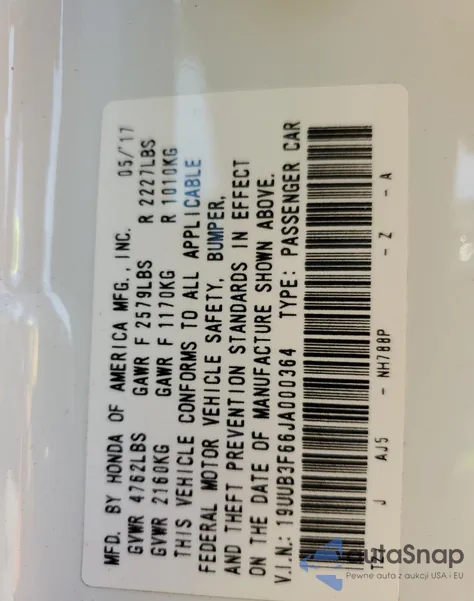 MFD. BY HONDA OF AMERICA MFG., INC. 05/'17
GVWR 4762LBS GAWR F 2579LBS R 2227LBS
GVWR 2160KG GAWR F 1170KG R 1010KG
THIS VEHICLE CONFORMS TO ALL APPLICABLE
FEDERAL MOTOR VEHICLE SAFETY, BUMPER,
AND THEFT PREVENTION STANDARDS IN EFFECT
ON THE DATE OF MANUFACTURE SHOWN ABOVE.
V.I.N.: 19UUB3F66JA000364 TYPE: PASSENGER CAR
J AJ5 - NH788P - Z - A
autaSnap
Pewne auta z aukcji USA i EU